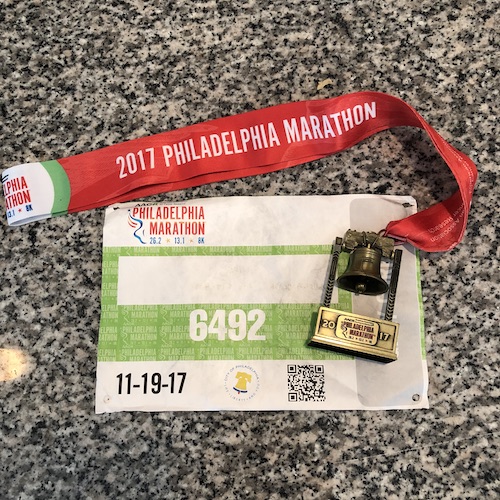 2017 PHILADELPHIA MARATHON
MARATHON
13.1 ★ 8K
PHILADELPHIA
MARATHON
26.2 ★ 13.1 ★ 8K
6492
11-19-17
20 17
PHILADELPHIA
MARATHON